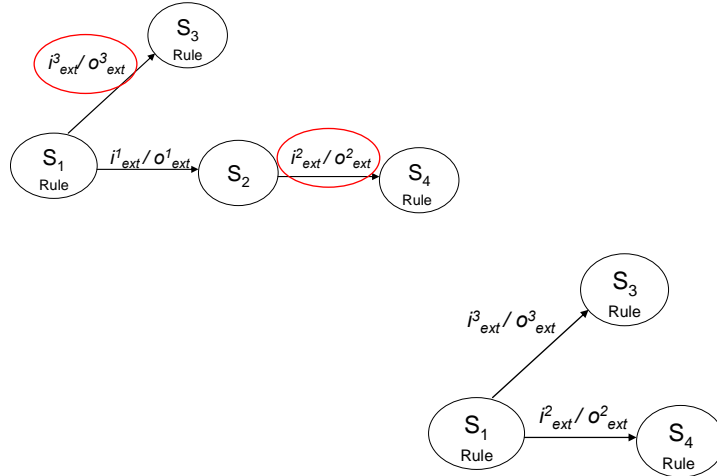 S3
Rule
i³ext / o³ext
S1
Rule
i¹ext / o¹ext
S2
i²ext / o²ext
S4
Rule
S3
Rule
i³ext / o³ext
S1
Rule
i²ext / o²ext
S4
Rule